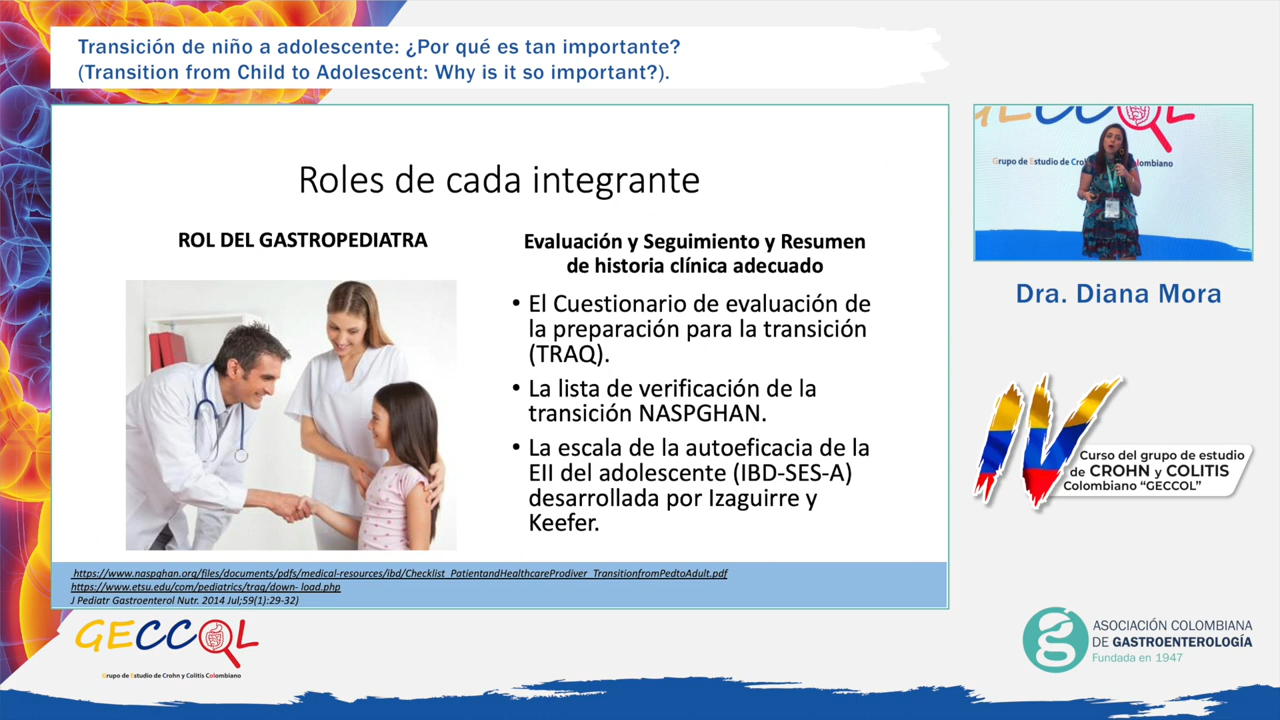 Transición de niño a adolescente: ¿Por qué es tan importante?
(Transition from Child to Adolescent: Why is it so important?).
Roles de cada integrante
ROL DEL GASTROPEDIATRA
Evaluación y Seguimiento y Resumen
de historia clínica adecuado
• El Cuestionario de evaluación de
la preparación para la transición
(TRAQ).
• La lista de verificación de la
transición NASPGHAN.
• La escala de la autoeficacia de la
EII del adolescente (IBD-SES-A)
desarrollada por Izaguirre y
Keefer.
https://www.naspghan.org/files/documents/pdfs/medical-resources/ibd/Checklist_PatientandHealthcareProdiver_TransitionfromPedtoAdult.pdf
https://www.etsu.edu/com/pediatrics/traq/down- load.php
J Pediatr Gastroenterol Nutr. 2014 Jul;59(1):29-32)
GECCOL
Grupo de Estudio de Crohn y Colitis Colombiano
GECCOL
Grupo de Estudio de Crohn lombiano
Dra. Diana Mora
IV
Curso del grupo de estudio
de CROHN y COLITIS
Colombiano “GECCOL”
ASOCIACIÓN COLOMBIANA
DE GASTROENTEROLOGÍA
Fundada en 1947